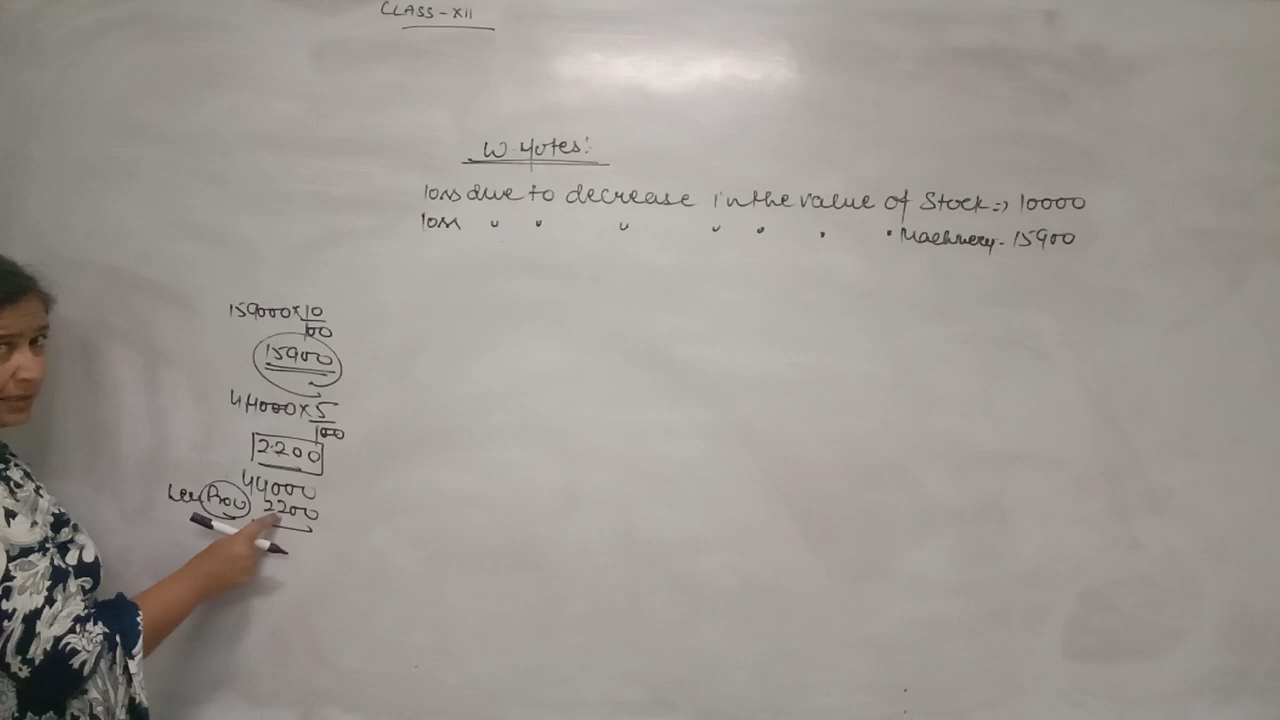 CLASS-XII
W. Notes:
loss due to decrease in the value of Stock => 10000
loss " " " " " " " Machinery - 15900
159000 × 10
100
15900
44000 × 5
100
2200
44000
Less Prov 2200